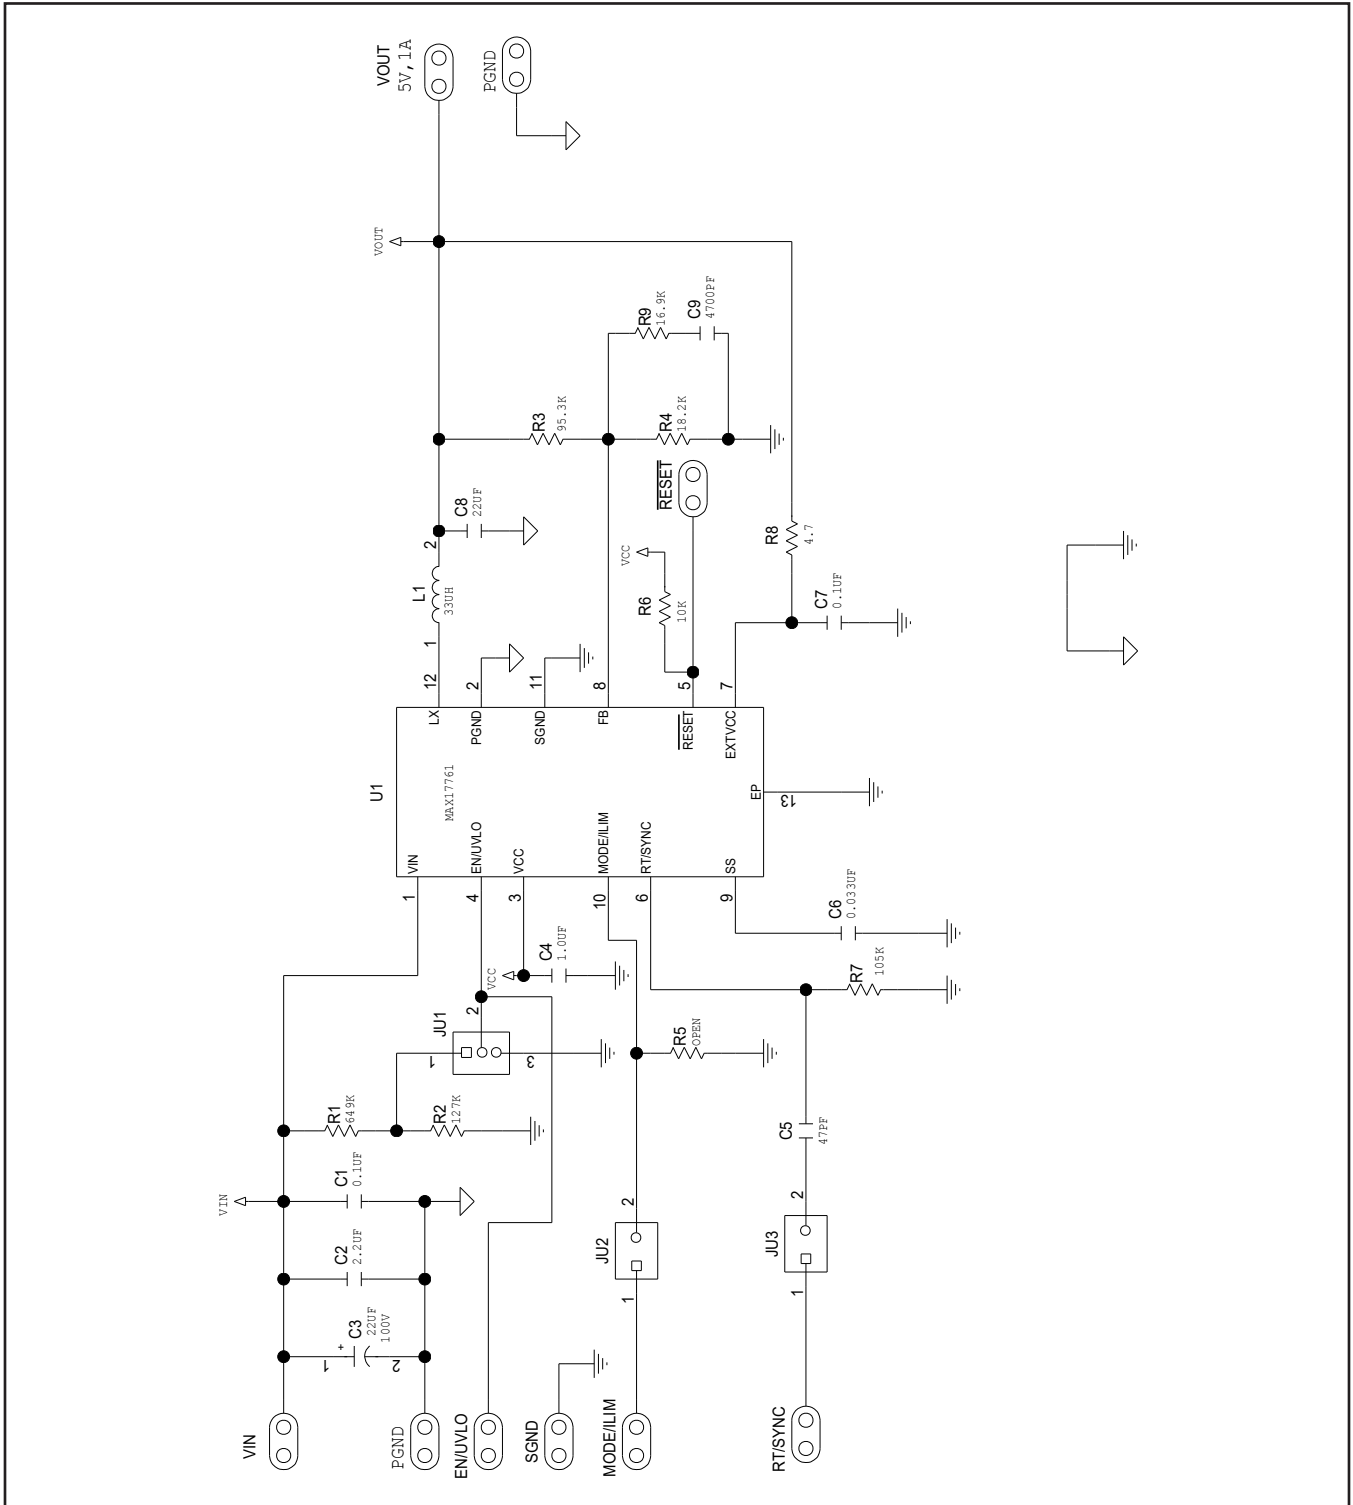 VOUT
5V, 1A
PGND
VOUT
R9
16.9K
C9
4700PF
R3
95.3K
R4
18.2K
RESET
C8
22UF
2
L1
33UH
1
VCC
R6
10K
R8
4.7
C7
0.1UF
12
2
11
8
5
7
LX
PGND
SGND
FB
RESET
EXTVCC
U1
MAX17761
EP
13
VIN
EN/UVLO
VCC
MODE/ILIM
RT/SYNC
SS
1
4
3
10
6
9
C6
0.033UF
VCC
C4
1.0UF
R7
105K
JU1
2
1
3
R5
OPEN
R1
649K
R2
127K
VIN
C1
0.1UF
C2
2.2UF
C3
22UF
100V
+
1
2
C5
47PF
JU2
2
1
JU3
2
1
VIN
PGND
EN/UVLO
SGND
MODE/ILIM
RT/SYNC